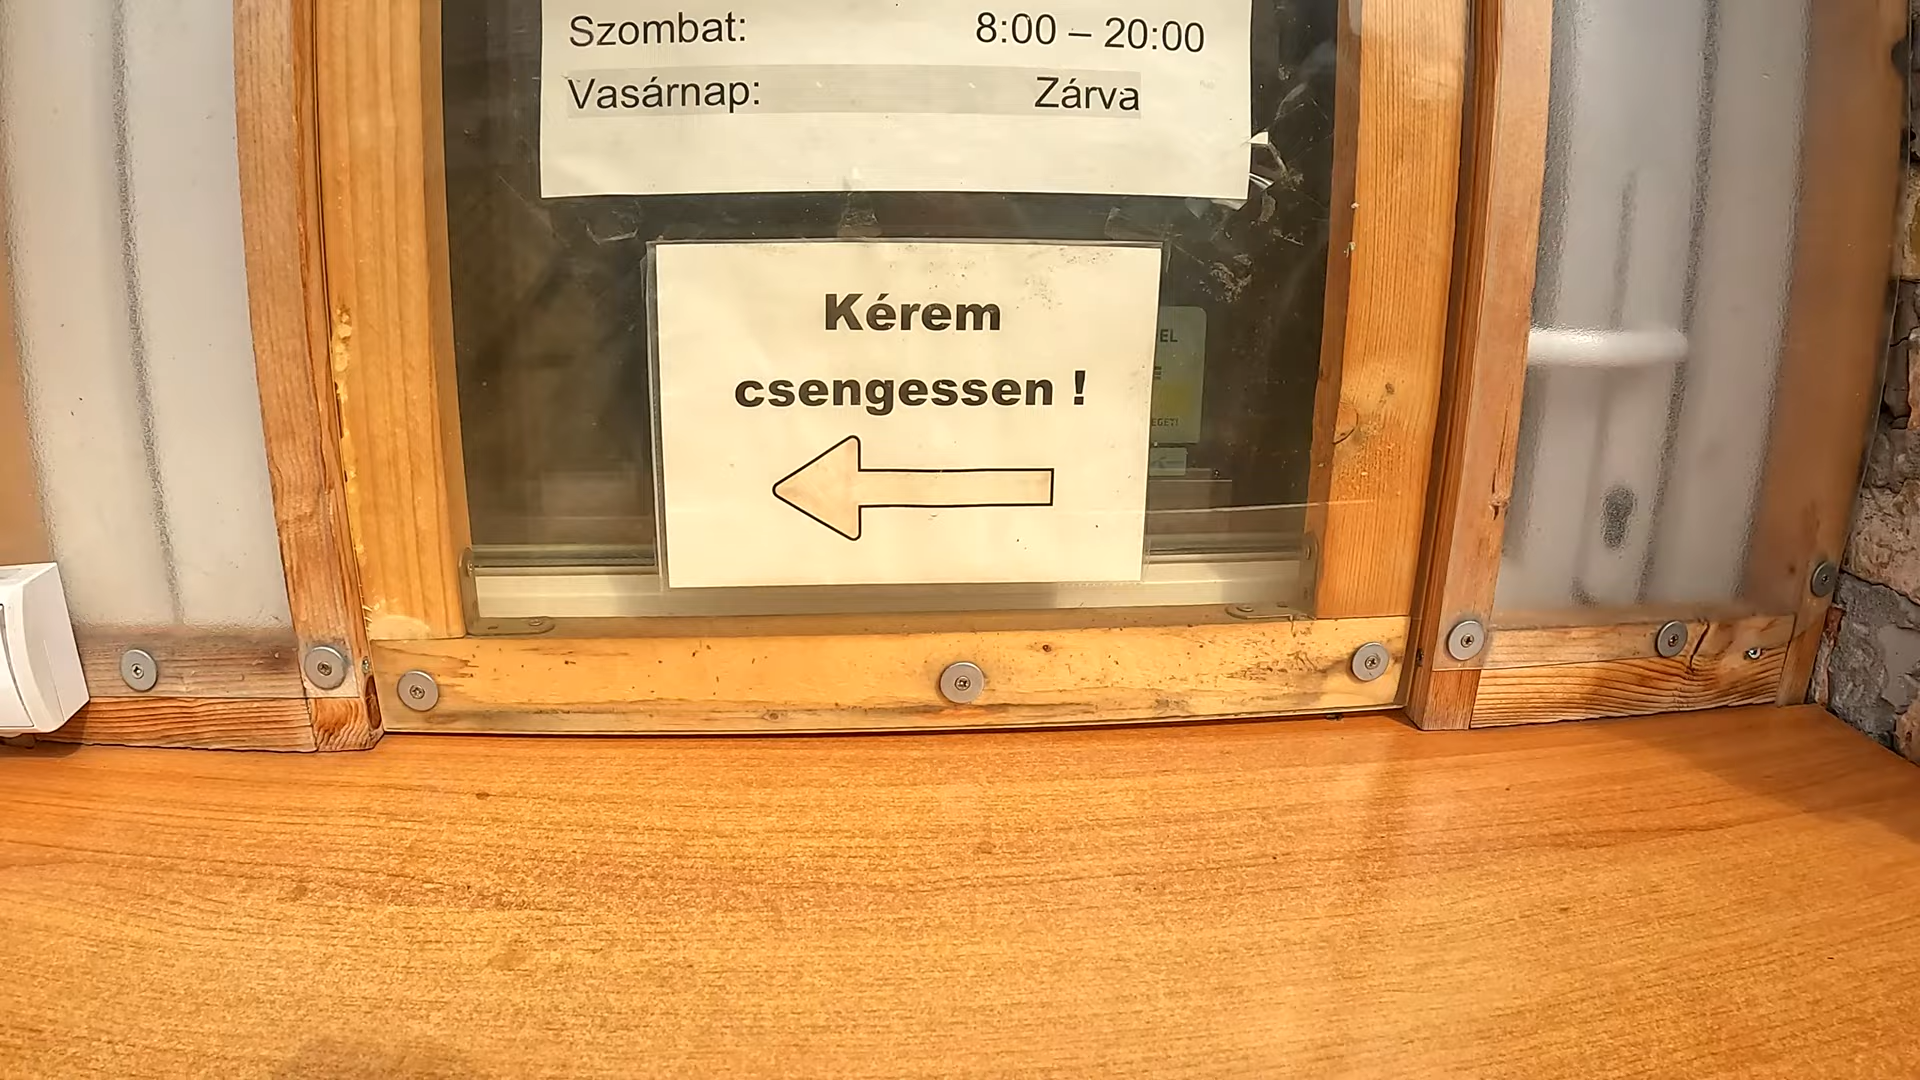 Szombat: 8:00 – 20:00
Vasárnap: Zárva
Kérem
csengessen !